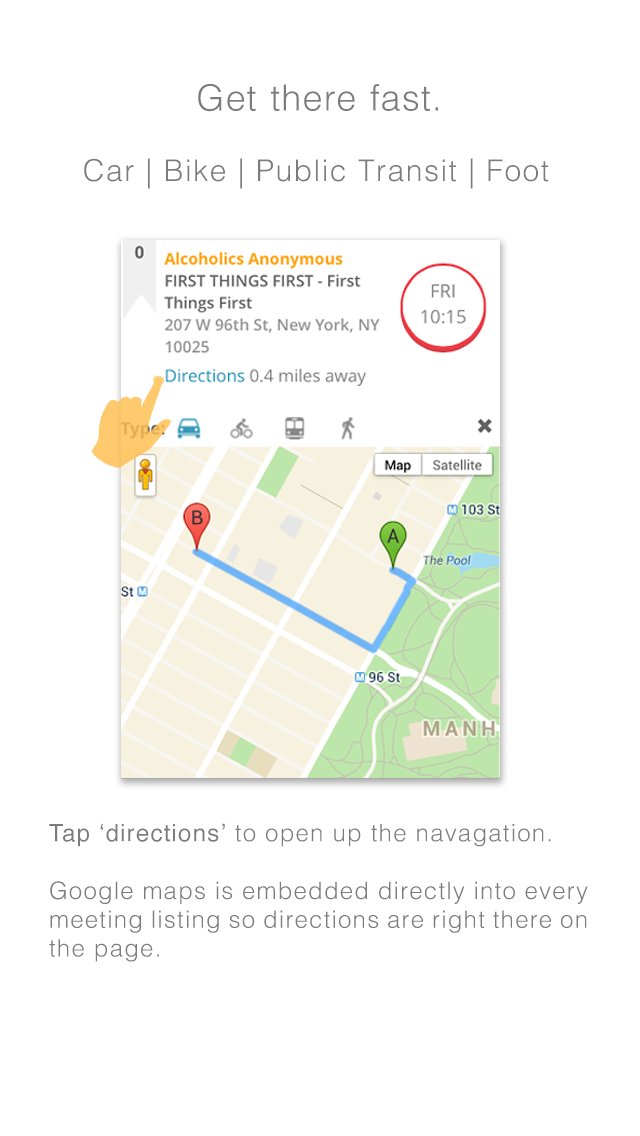 Get there fast.
Car | Bike | Public Transit | Foot
0
Alcoholics Anonymous
FIRST THINGS FIRST - First
Things First
207 W 96th St, New York, NY
10025
FRI
10:15
Directions 0.4 miles away
Type:
Map
Satellite
M 103 St
B
A
The Pool
St M
M 96 St
MANH
Tap ‘directions’ to open up the navagation.
Google maps is embedded directly into every
meeting listing so directions are right there on
the page.